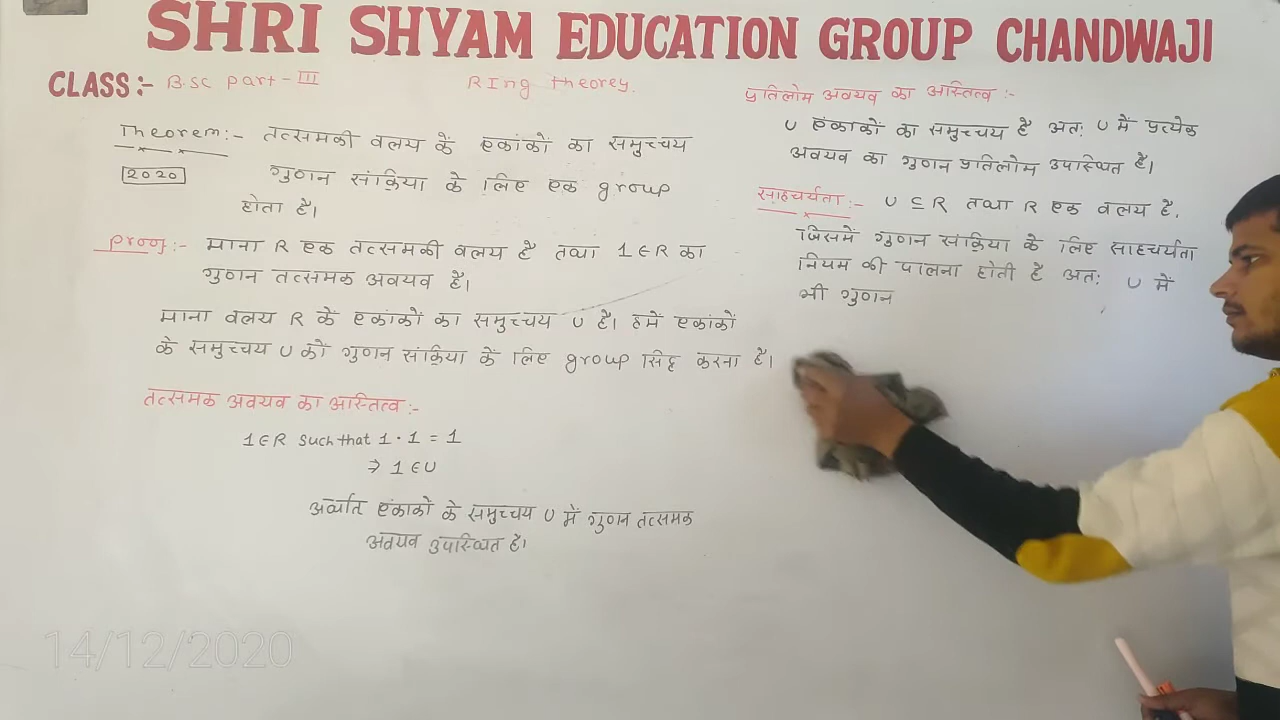 SHRI SHYAM EDUCATION GROUP CHANDWAJI
CLASS:- B.SC Part - III
RIng theorey.
Theorem:- तत्समकी वलय के एकांकों का समुच्चय
2020
गुणन संक्रिया के लिए एक group
होता है।
Proof:- माना R एक तत्समकी वलय है तथा 1 ∈ R का
गुणन तत्समक अवयव है।
माना वलय R के एकांकों का समुच्चय U है। हमें एकांकों
के समुच्चय U को गुणन संक्रिया के लिए group सिद्ध करना है।
तत्समक अवयव का अस्तित्व:-
1 ∈ R such that 1 · 1 = 1
⇒ 1 ∈ U
अर्थात एंकाकों के समुच्चय U में गुणन तत्समक
अवयव उपस्थित है।
प्रतिलोम अवयव का अस्तित्व :-
U एंकाकों का समुच्चय है अतः U में प्रत्येक
अवयव का गुणन प्रतिलोम उपस्थित है।
साहचर्यता :- U ⊆ R तथा R एक वलय है.
जिसमें गुणन संक्रिया के लिए साहचर्यता
नियम की पालना होती है अतः U में
भी गुणन
14/12/2020